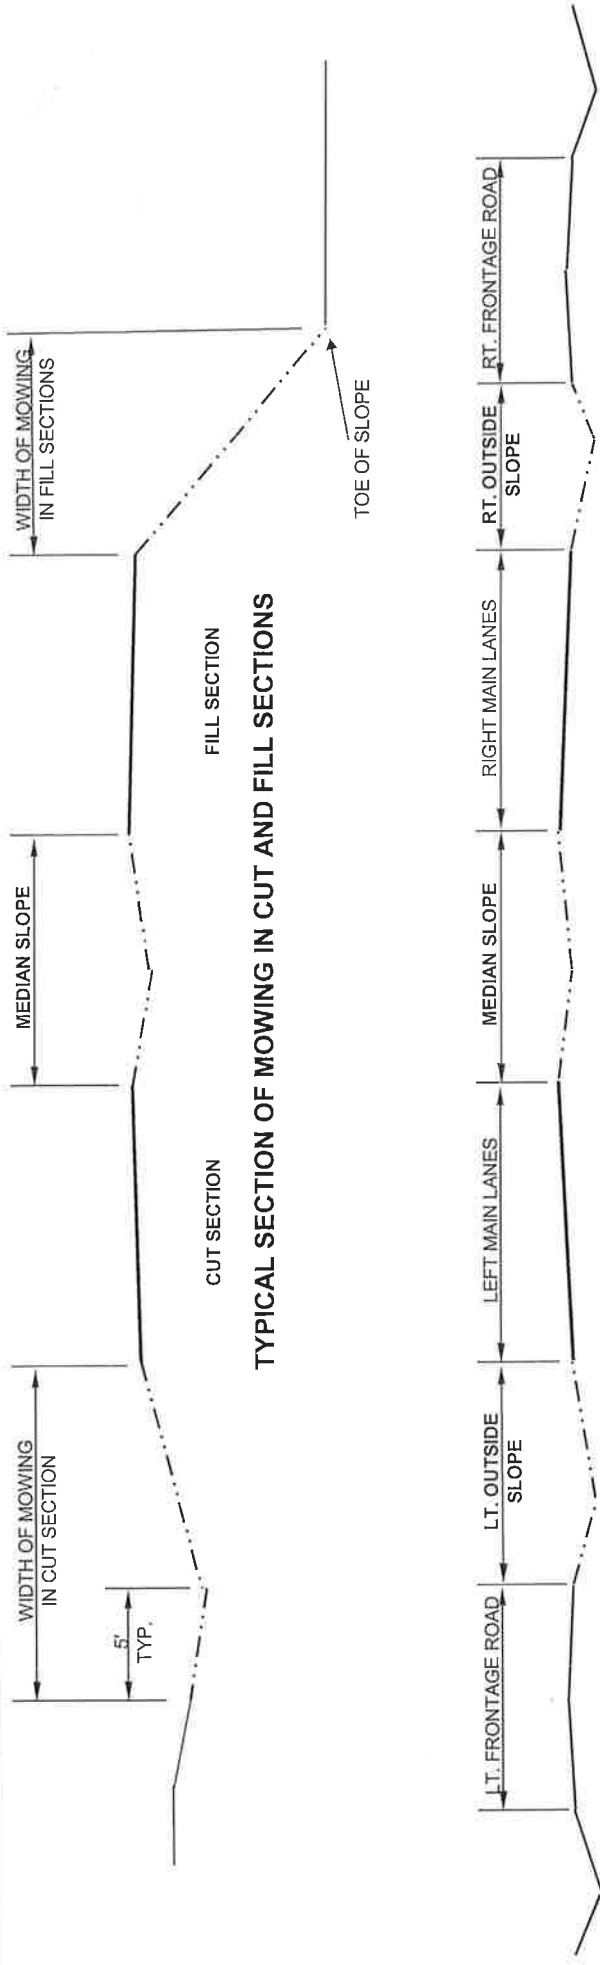 WIDTH OF MOWING
IN CUT SECTION
MEDIAN SLOPE
WIDTH OF MOWING
IN FILL SECTIONS
5'
TYP.
TOE OF SLOPE
CUT SECTION
FILL SECTION
TYPICAL SECTION OF MOWING IN CUT AND FILL SECTIONS
LT. FRONTAGE ROAD
LT. OUTSIDE
SLOPE
LEFT MAIN LANES
MEDIAN SLOPE
RIGHT MAIN LANES
RT. OUTSIDE
SLOPE
RT. FRONTAGE ROAD